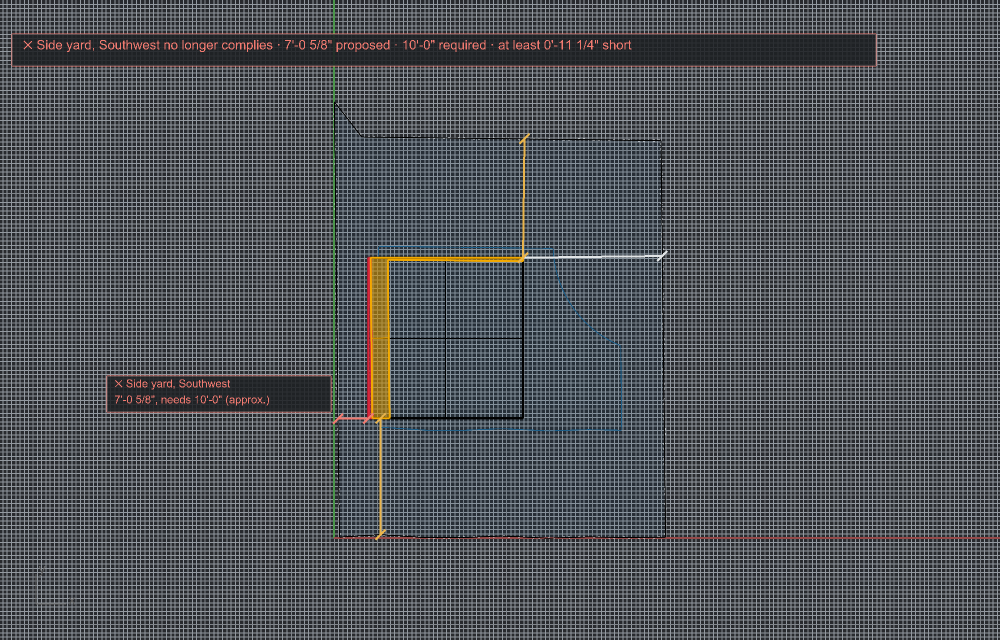 × Side yard, Southwest no longer complies · 7'-0 5/8" proposed · 10'-0" required · at least 0'-11 1/4" short
× Side yard, Southwest
7'-0 5/8", needs 10'-0" (approx.)